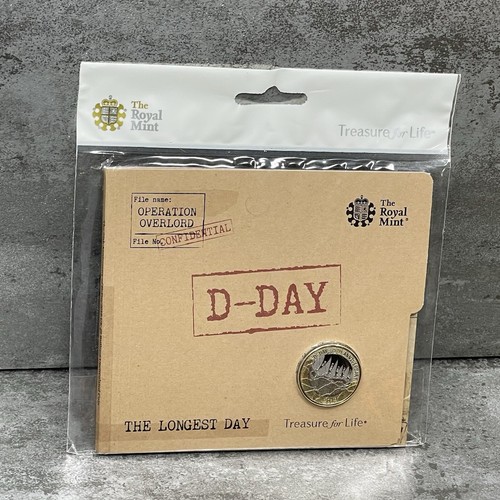 The
Royal
Mint
Treasure for Life®
File name:
OPERATION
OVERLORD
File No.
CONFIDENTIAL
The
Royal
Mint®
D-DAY
THE LONGEST DAY
Treasure for Life®